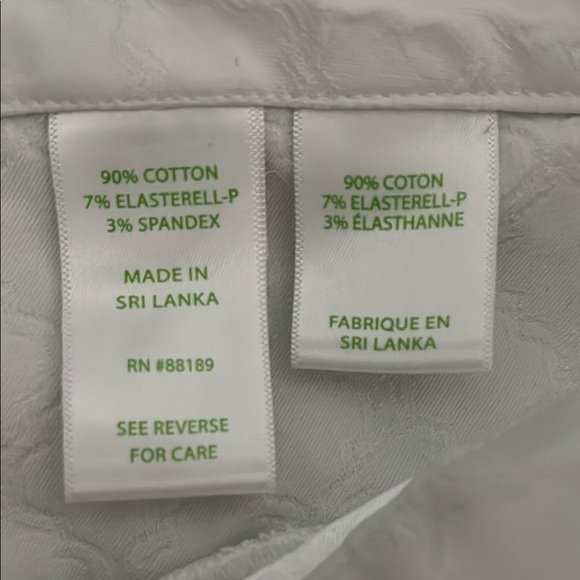 90% COTTON
7% ELASTERELL-P
3% SPANDEX
MADE IN
SRI LANKA
RN #88189
SEE REVERSE
FOR CARE
90% COTON
7% ELASTERELL-P
3% ÉLASTHANNE
FABRIQUE EN
SRI LANKA